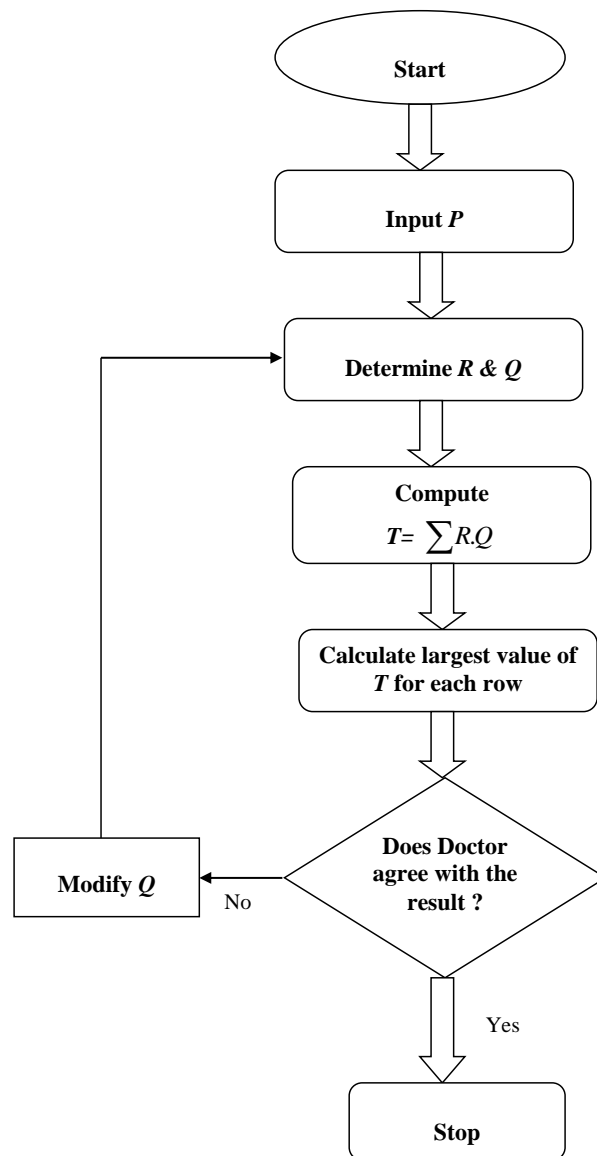 Start
Input P
Determine R & Q
Compute
T= ∑R.Q
Calculate largest value of
T for each row
Does Doctor
agree with the
result ?
Modify Q
No
Yes
Stop